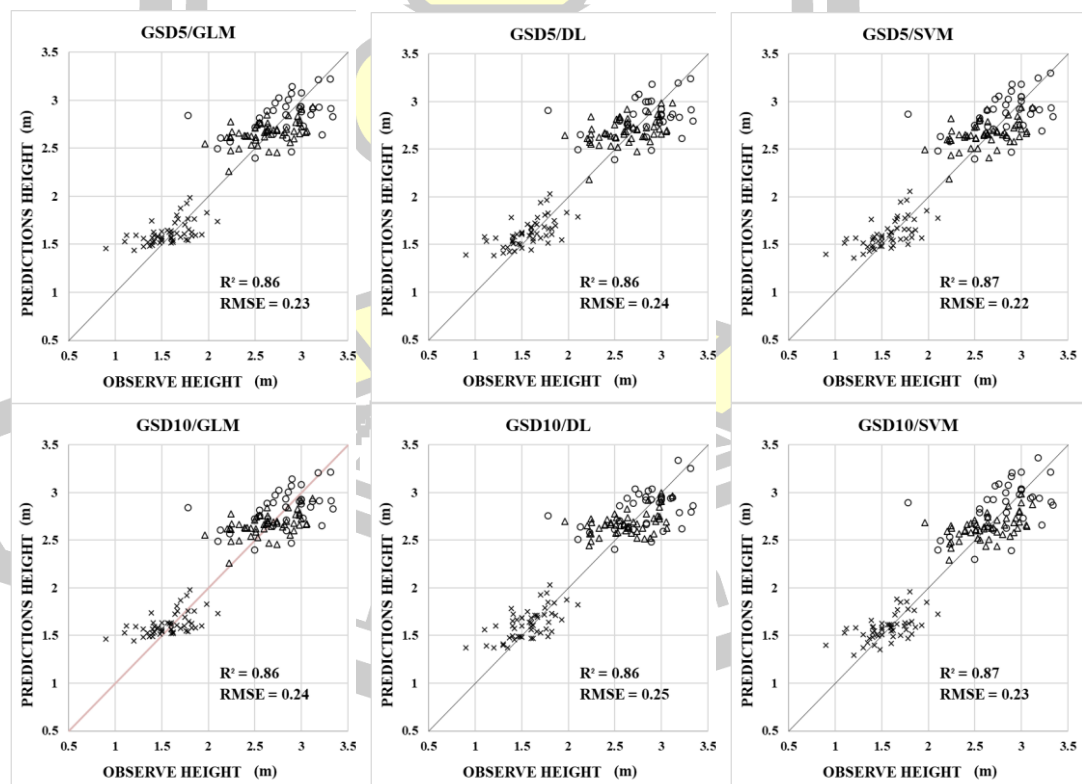 GSD5/GLM
3.5
3
2.5
2
1.5
1
0.5
PREDICTIONS HEIGHT (m)
R² = 0.86
RMSE = 0.23
0.5 1 1.5 2 2.5 3 3.5
OBSERVE HEIGHT (m)
GSD5/DL
3.5
3
2.5
2
1.5
1
0.5
PREDICTIONS HEIGHT (m)
R² = 0.86
RMSE = 0.24
0.5 1 1.5 2 2.5 3 3.5
OBSERVE HEIGHT (m)
GSD5/SVM
3.5
3
2.5
2
1.5
1
0.5
PREDICTIONS HEIGHT (m)
R² = 0.87
RMSE = 0.22
0.5 1 1.5 2 2.5 3 3.5
OBSERVE HEIGHT (m)
GSD10/GLM
3.5
3
2.5
2
1.5
1
0.5
PREDICTIONS HEIGHT (m)
R² = 0.86
RMSE = 0.24
0.5 1 1.5 2 2.5 3 3.5
OBSERVE HEIGHT (m)
GSD10/DL
3.5
3
2.5
2
1.5
1
0.5
PREDICTIONS HEIGHT (m)
R² = 0.86
RMSE = 0.25
0.5 1 1.5 2 2.5 3 3.5
OBSERVE HEIGHT (m)
GSD10/SVM
3.5
3
2.5
2
1.5
1
0.5
PREDICTIONS HEIGHT (m)
R² = 0.87
RMSE = 0.23
0.5 1 1.5 2 2.5 3 3.5
OBSERVE HEIGHT (m)